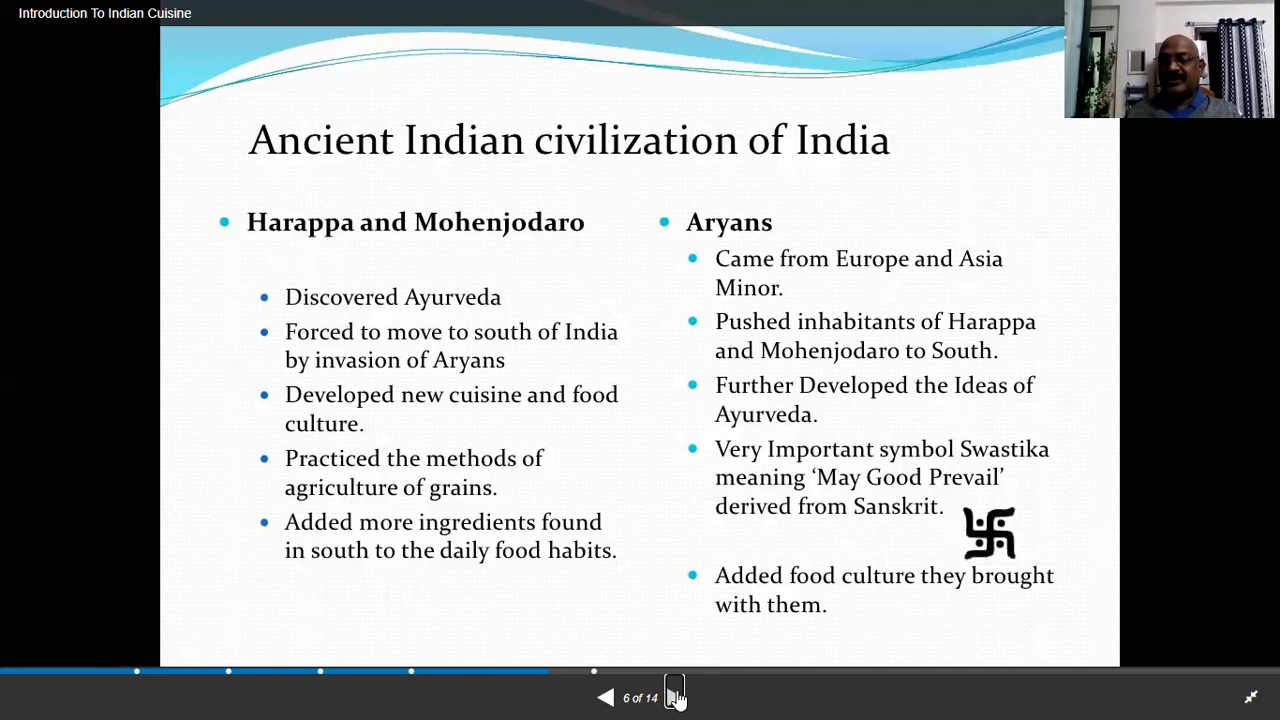 Introduction To Indian Cuisine
Ancient Indian civilization of India
Harappa and Mohenjodaro
Discovered Ayurveda
Forced to move to south of India
by invasion of Aryans
Developed new cuisine and food
culture.
Practiced the methods of
agriculture of grains.
Added more ingredients found
in south to the daily food habits.
Aryans
Came from Europe and Asia
Minor.
Pushed inhabitants of Harappa
and Mohenjodaro to South.
Further Developed the Ideas of
Ayurveda.
Very Important symbol Swastika
meaning ‘May Good Prevail’
derived from Sanskrit.
Added food culture they brought
with them.
6 of 14